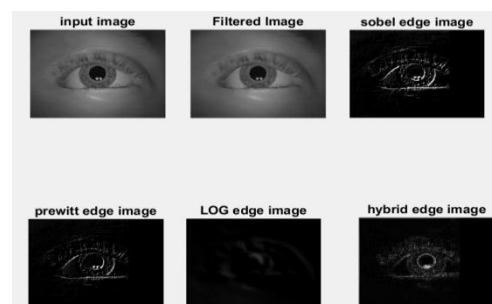 input image
Filtered Image
sobel edge image
prewitt edge image
LOG edge image
hybrid edge image